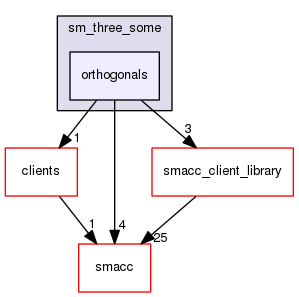 sm_three_some
orthogonals
1
3
clients
smacc_client_library
1
4
25
smacc